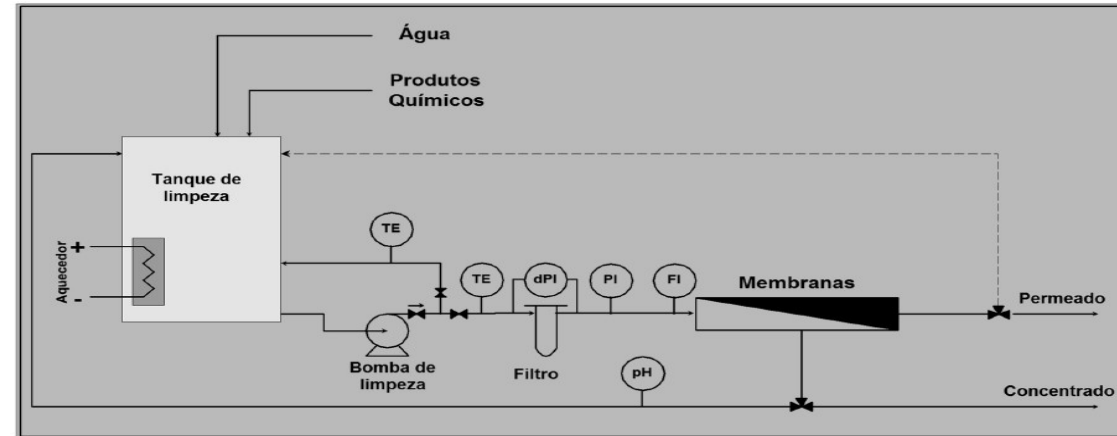 Água
Produtos
Químicos
Tanque de
limpeza
Aquecedor
+
-
TE
TE
dPI
PI
FI
Membranas
Permeado
Bomba de
limpeza
Filtro
pH
Concentrado